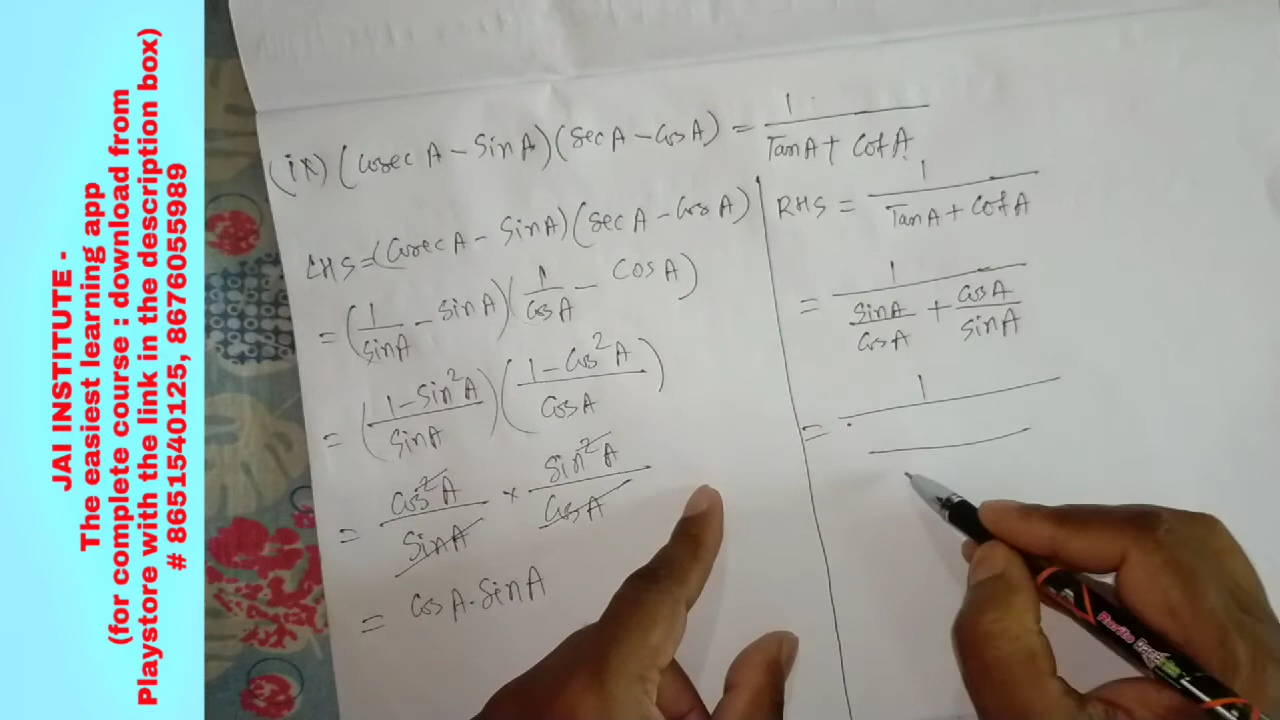 JAI INSTITUTE -
The easiest learning app
(for complete course : download from
Playstore with the link in the description box)
# 8651540125, 8676055989
(ix) (cosec A - sin A) (sec A - cos A) = 1 / (Tan A + Cot A)
LHS = (cosec A - sin A) (sec A - cos A)
= (1/sin A - sin A) (1/cos A - cos A)
= ((1 - sin²A)/sin A) ((1 - cos²A)/cos A)
= cos²A/sin A × sin²A/cos A
= cos A . sin A
RHS = 1 / (Tan A + Cot A)
= 1 / (sin A/cos A + cos A/sin A)
= 1